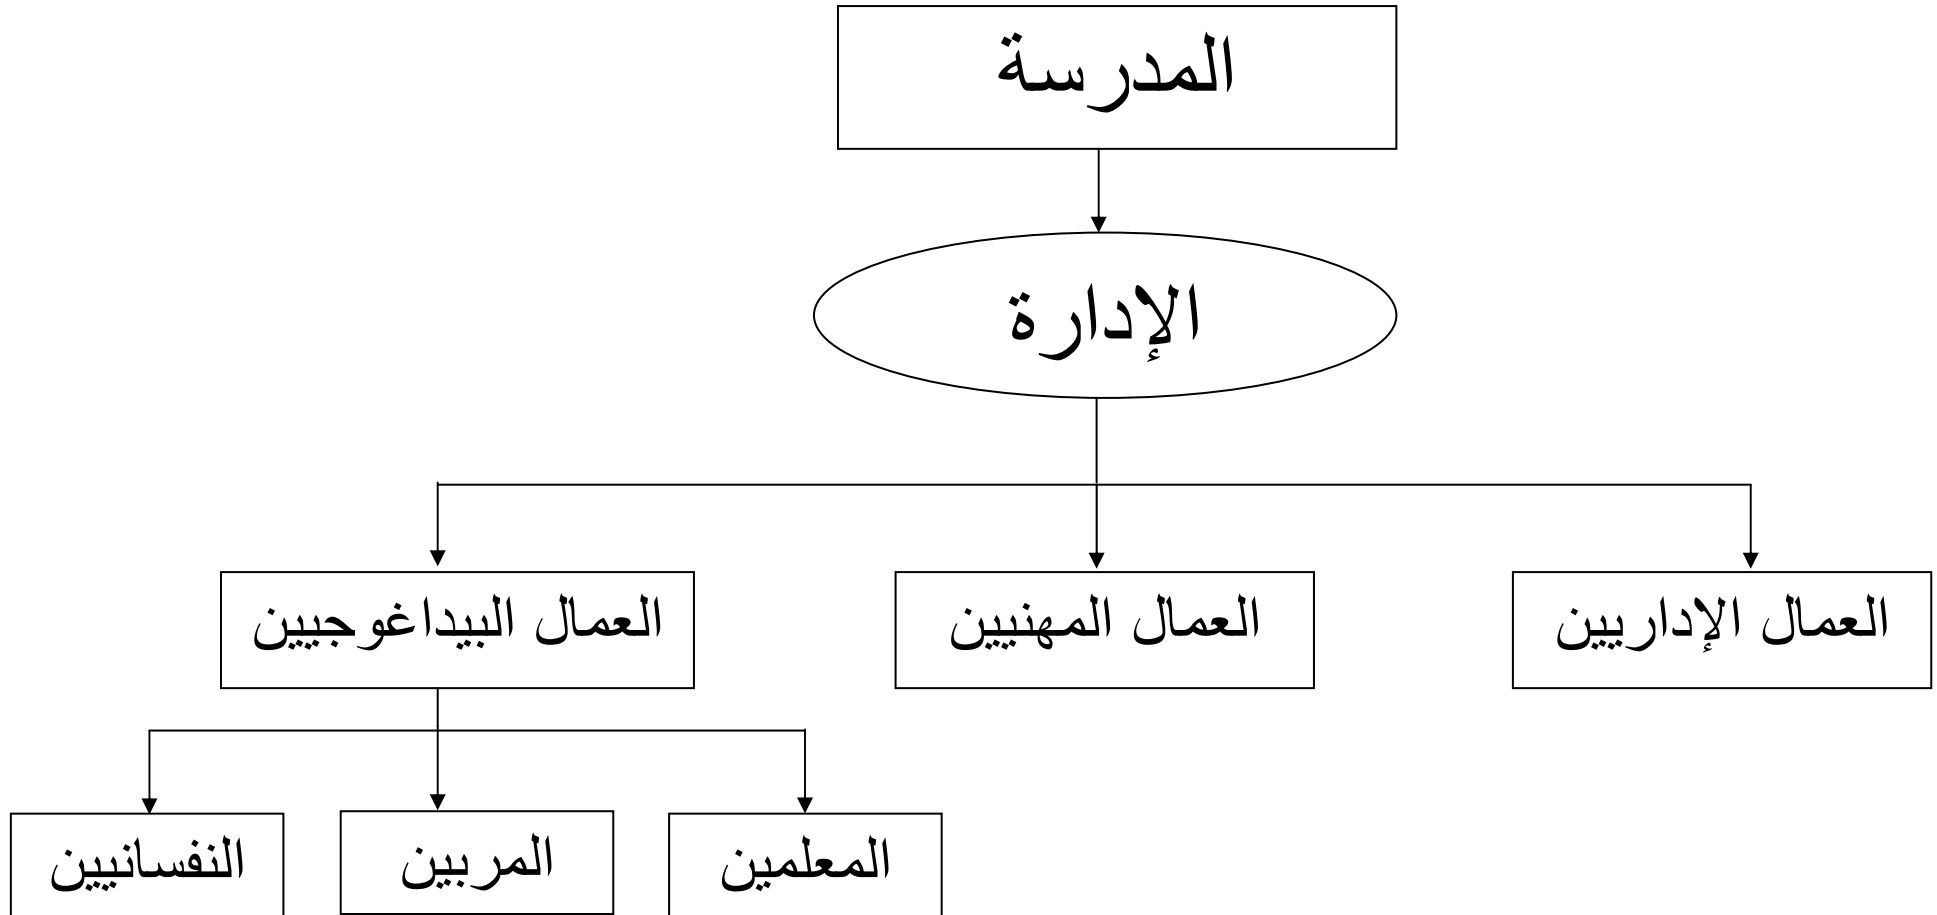 المدرسة
الإدارة
العمال الإداريين
العمال المهنيين
العمال البيداغوجيين
المعلمين
المربين
النفسانيين